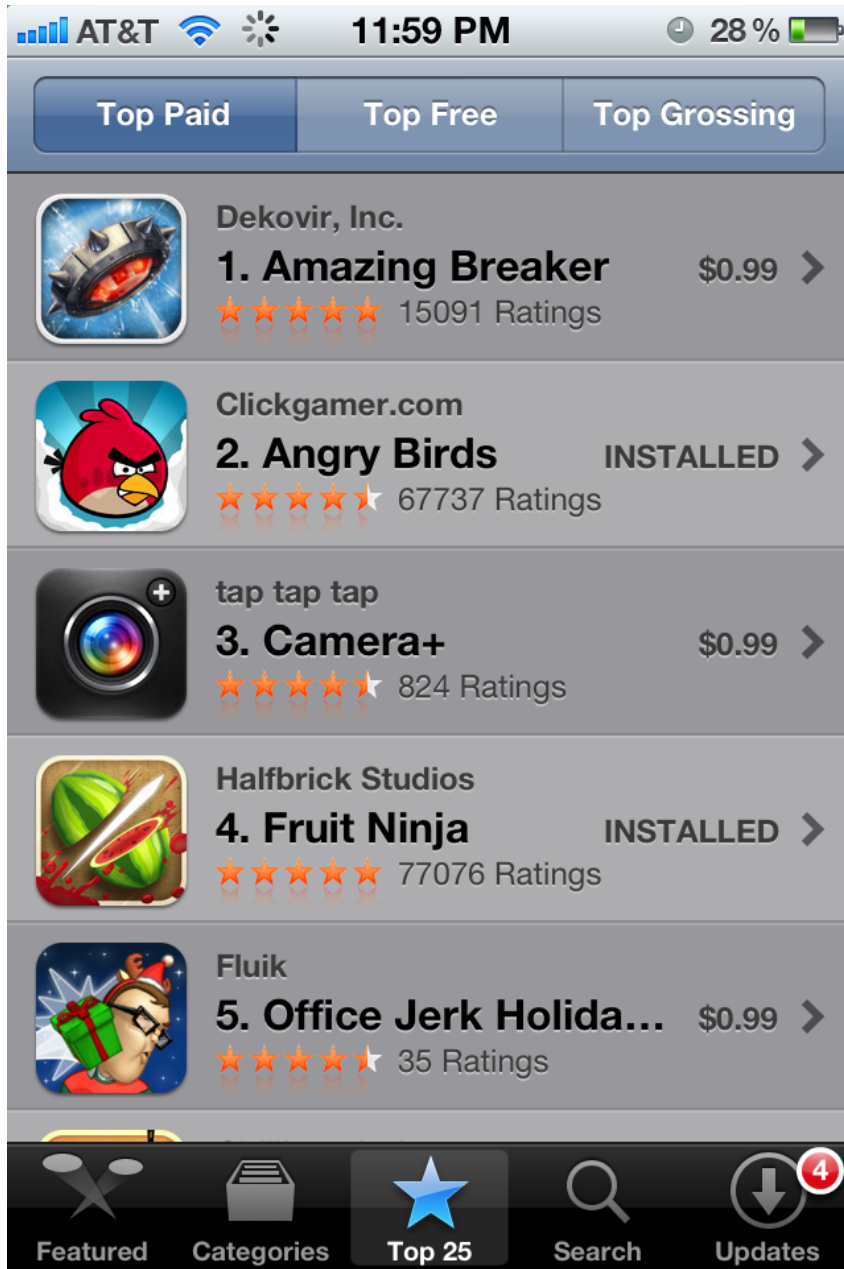 AT&T 11:59 PM 28%
Top Paid Top Free Top Grossing
Dekovir, Inc.
1. Amazing Breaker $0.99
15091 Ratings
Clickgamer.com
2. Angry Birds INSTALLED
67737 Ratings
tap tap tap
3. Camera+ $0.99
824 Ratings
Halfbrick Studios
4. Fruit Ninja INSTALLED
77076 Ratings
Fluik
5. Office Jerk Holida... $0.99
35 Ratings
4
Featured Categories Top 25 Search Updates